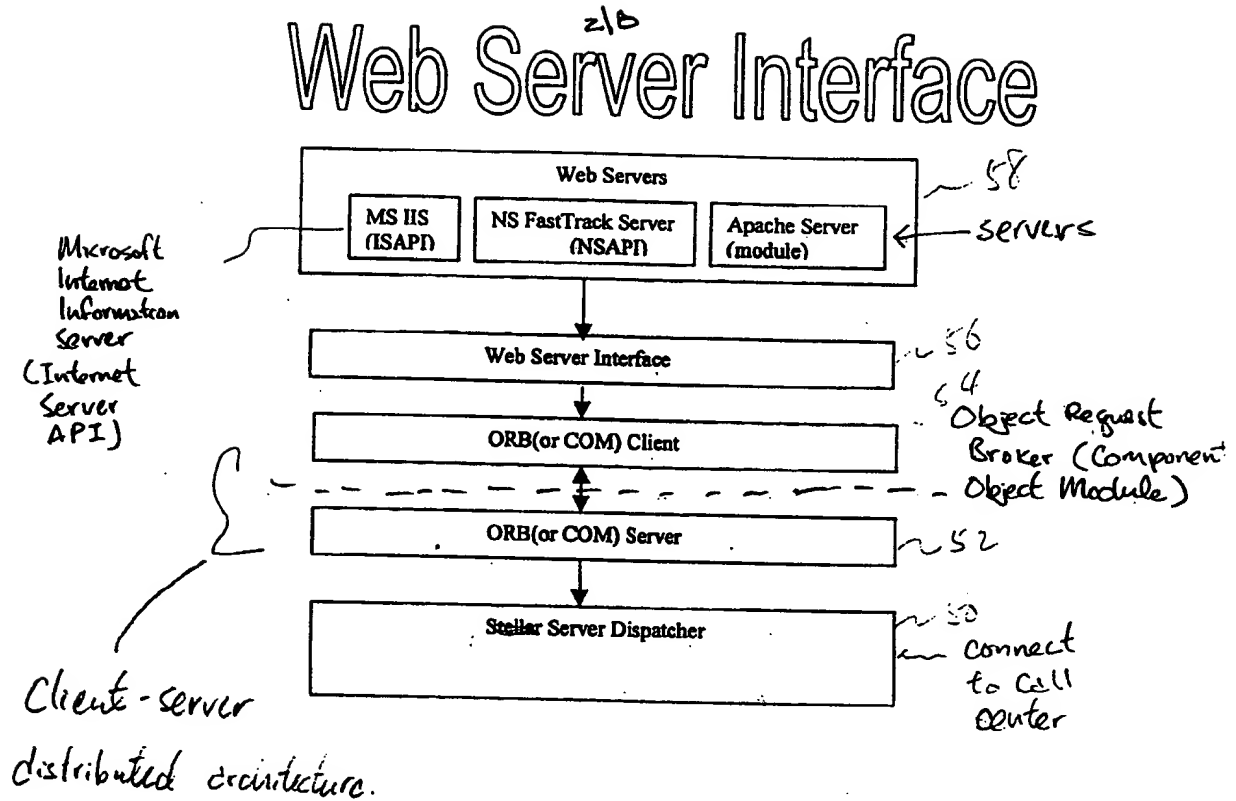 Web Server Interface
Web Servers
58
MS IIS
(ISAPI)
NS FastTrack Server
(NSAPI)
Apache Server
(module)
servers
Microsoft
Internet
Information
Server
(Internet
Server
API)
Web Server Interface
56
54
ORB(or COM) Client
Object Request
Broker (Component
Object Module)
ORB(or COM) Server
52
Stellar Server Dispatcher
50
connect
to call
center
Client-server
distributed architecture.